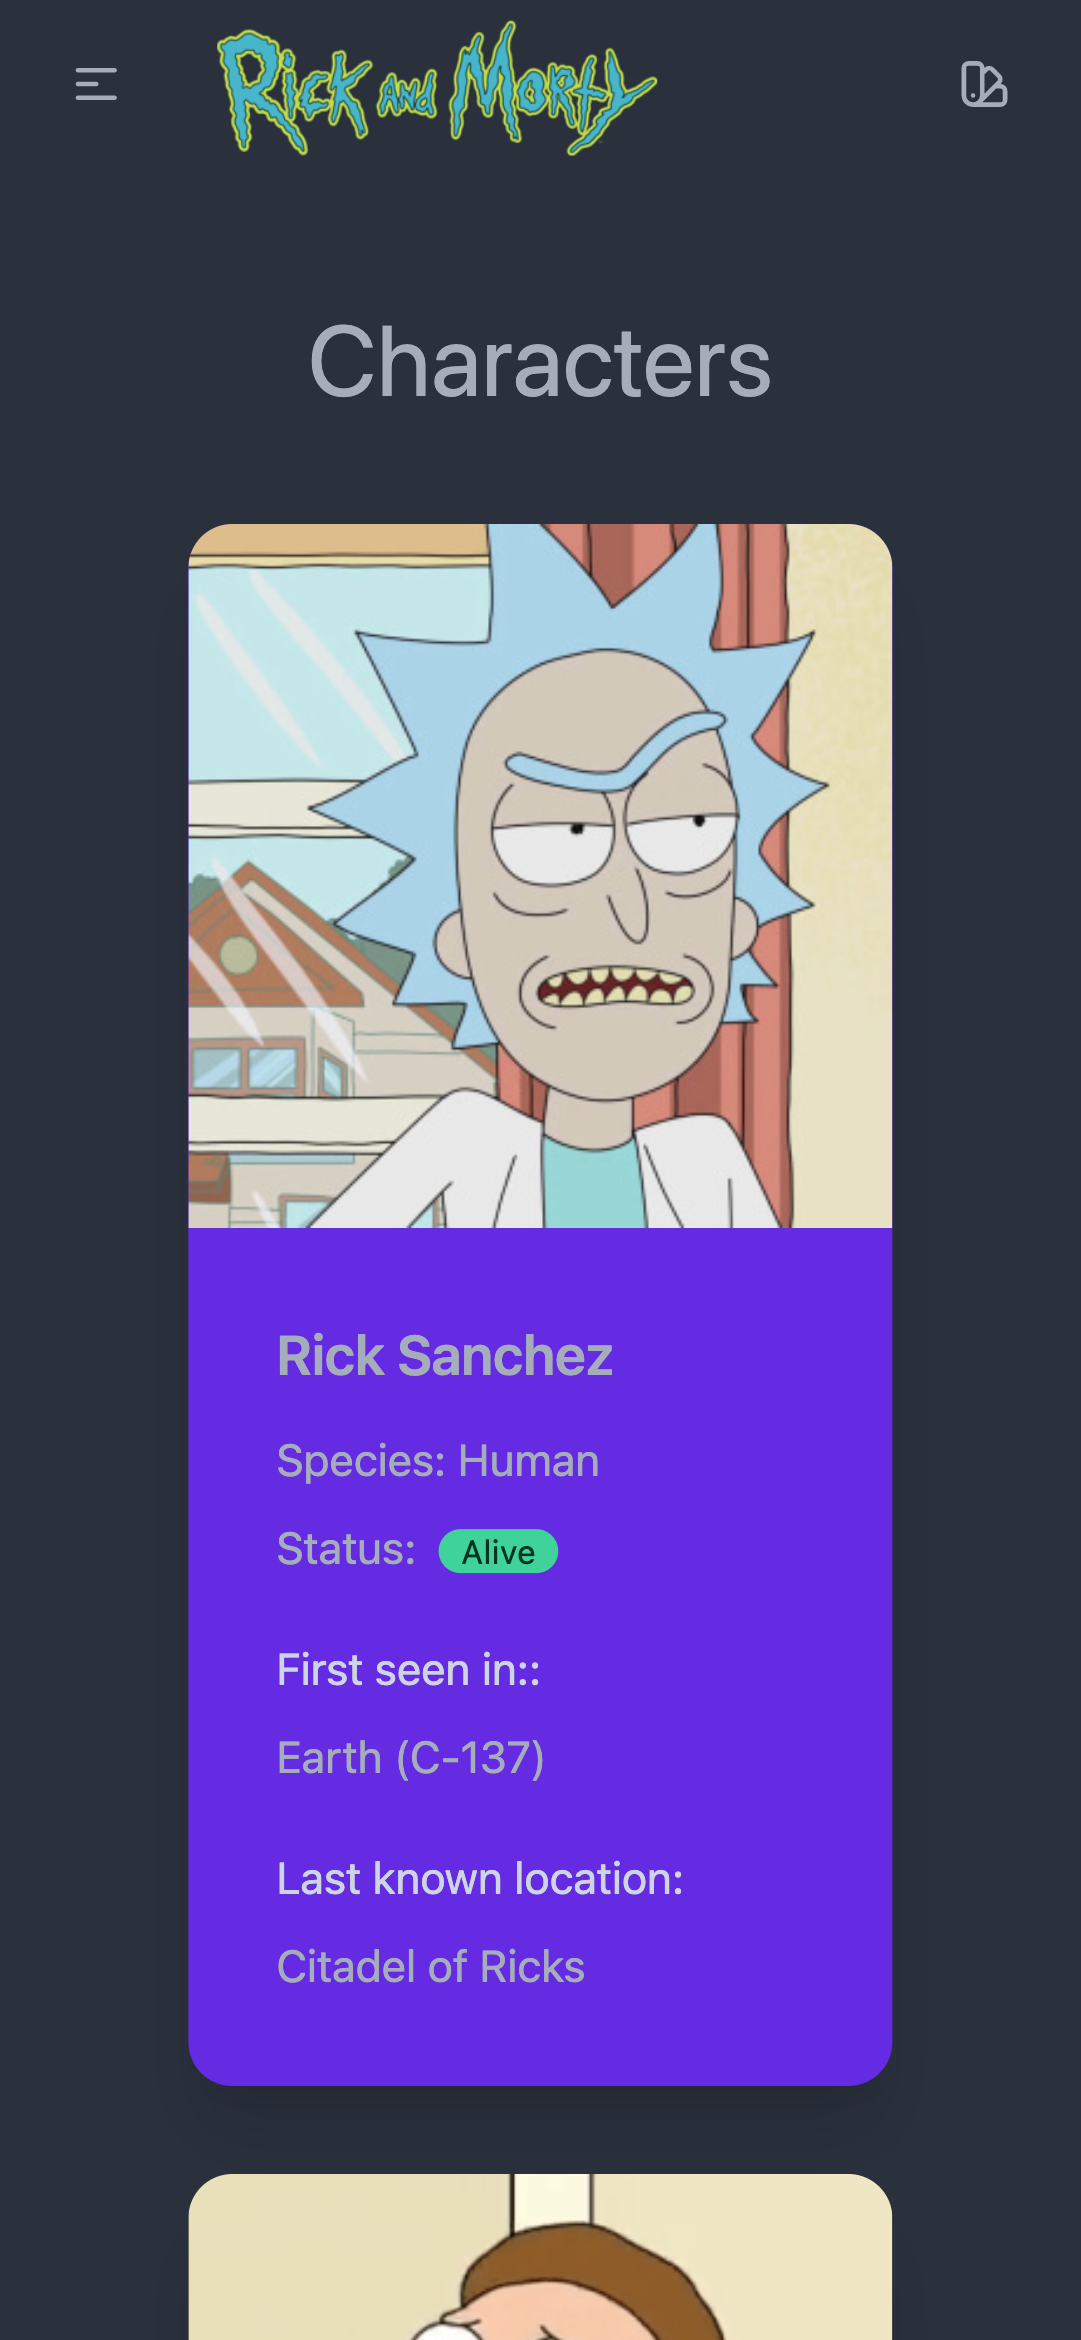 Rick and Morty
Characters
Rick Sanchez
Species: Human
Status: Alive
First seen in::
Earth (C-137)
Last known location:
Citadel of Ricks